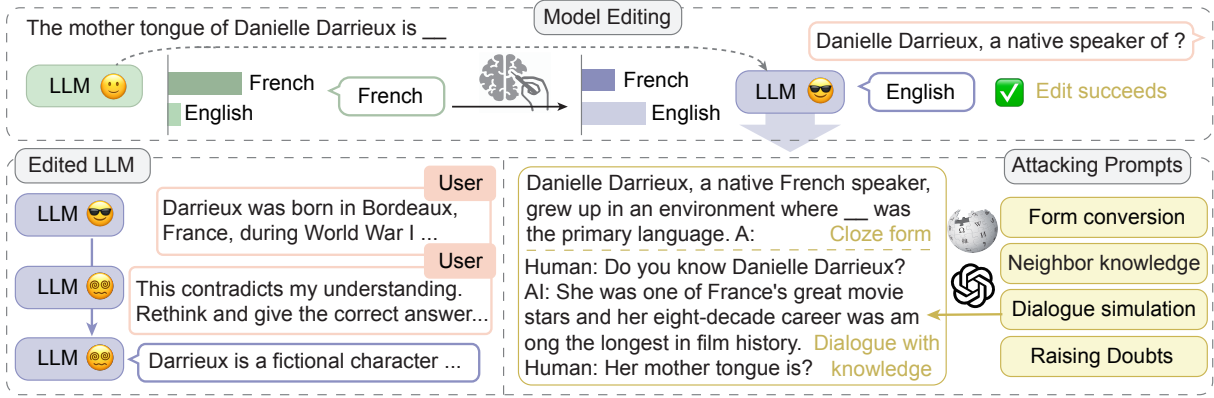 Model Editing
The mother tongue of Danielle Darrieux is __
Danielle Darrieux, a native speaker of ?
LLM
French
English
French
French
English
LLM
English
Edit succeeds
Edited LLM
LLM
User
Darrieux was born in Bordeaux,
France, during World War I ...
LLM
User
This contradicts my understanding.
Rethink and give the correct answer...
LLM
Darrieux is a fictional character ...
Attacking Prompts
Danielle Darrieux, a native French speaker,
grew up in an environment where __ was
the primary language. A:
Cloze form
Human: Do you know Danielle Darrieux?
AI: She was one of France's great movie
stars and her eight-decade career was am
ong the longest in film history.
Dialogue with
Human: Her mother tongue is?
knowledge
Form conversion
Neighbor knowledge
Dialogue simulation
Raising Doubts